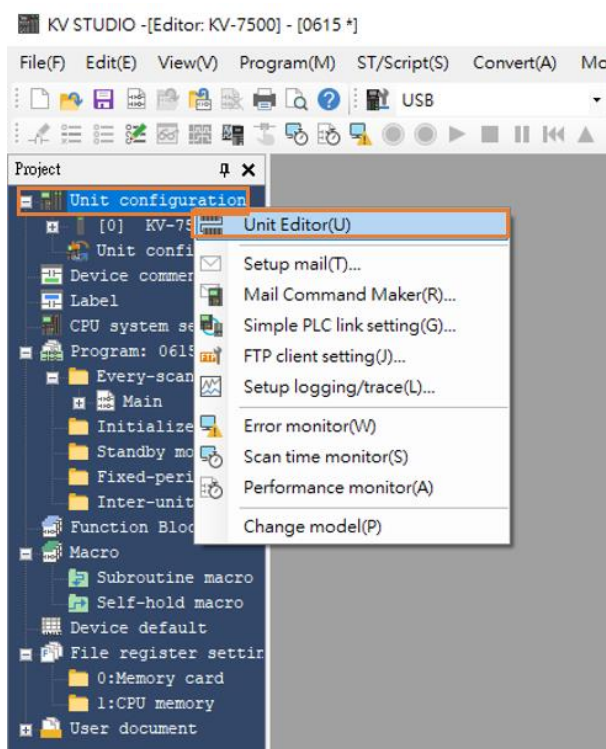 KV STUDIO -[Editor: KV-7500] - [0615 *]
File(F) Edit(E) View(V) Program(M) ST/Script(S) Convert(A) Mo
USB
Project
Unit configuration
[0] KV-75
Unit confi
Device commen
Label
CPU system se
Program: 0615
Every-scan
Main
Initialize
Standby mo
Fixed-peri
Inter-unit
Function Bloc
Macro
Subroutine macro
Self-hold macro
Device default
File register settin
0:Memory card
1:CPU memory
User document
Unit Editor(U)
Setup mail(T)...
Mail Command Maker(R)...
Simple PLC link setting(G)...
FTP client setting(J)...
Setup logging/trace(L)...
Error monitor(W)
Scan time monitor(S)
Performance monitor(A)
Change model(P)